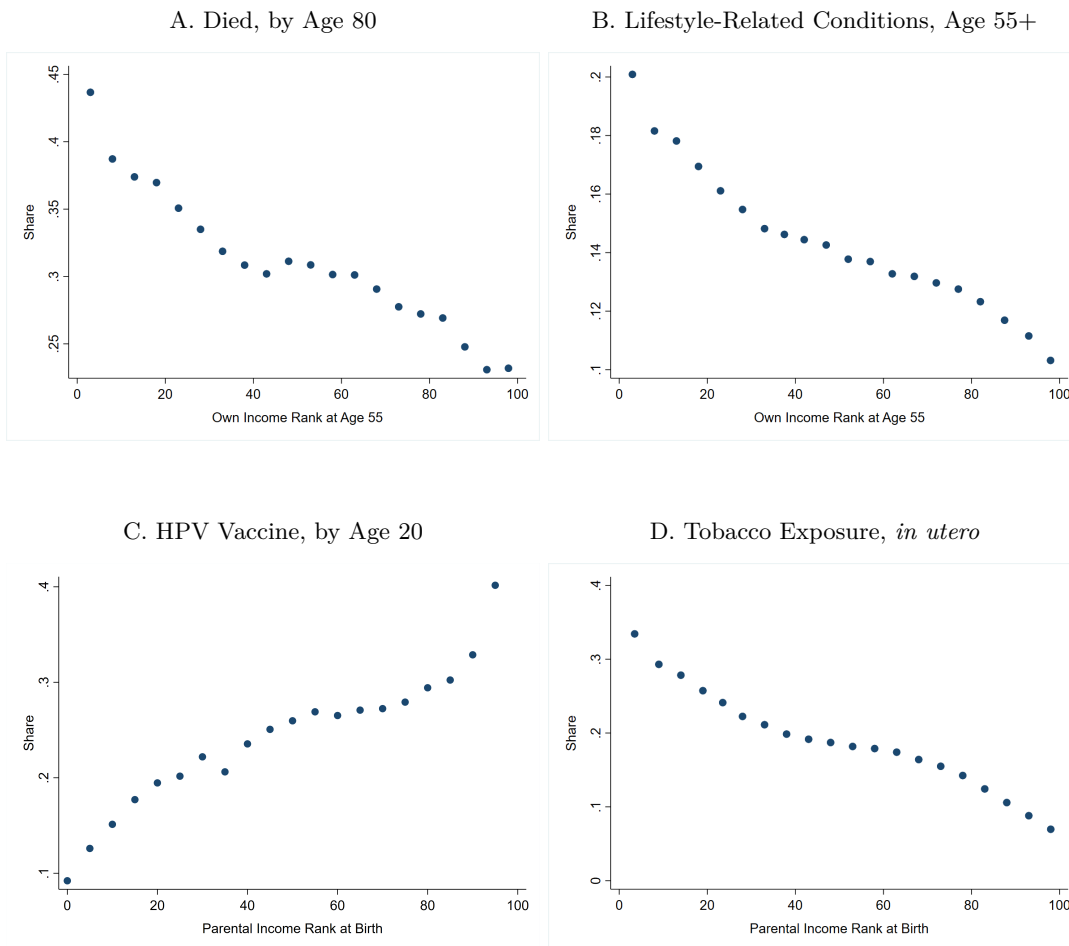 A. Died, by Age 80
.45
.4
.35
.3
.25
Share
0 20 40 60 80 100
Own Income Rank at Age 55
B. Lifestyle-Related Conditions, Age 55+
.2
.18
.16
.14
.12
.1
Share
0 20 40 60 80 100
Own Income Rank at Age 55
C. HPV Vaccine, by Age 20
.4
.3
.2
.1
Share
0 20 40 60 80 100
Parental Income Rank at Birth
D. Tobacco Exposure, in utero
.4
.3
.2
.1
0
Share
0 20 40 60 80 100
Parental Income Rank at Birth